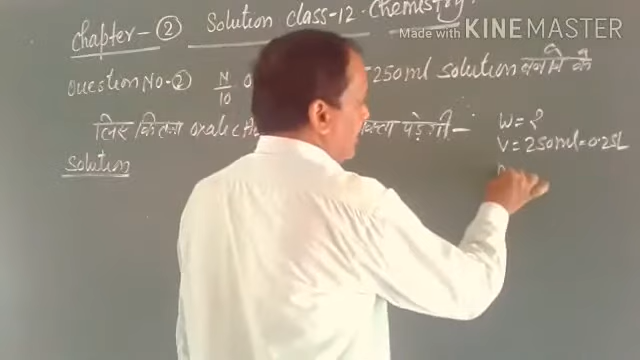 Made with KINEMASTER
Chapter-② Solution class-12 Chemistry
Question No-② N/10 250ml solution बनाने के
लिए कितना oxalic पड़ेगी-
W= ?
V= 250ml=0.25L
Solution